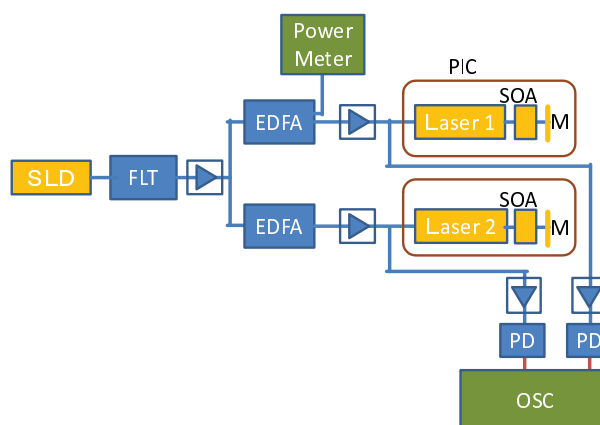 Power
Meter
PIC
SOA
EDFA
Laser 1
M
SLD
FLT
SOA
EDFA
Laser 2
M
PD
PD
OSC